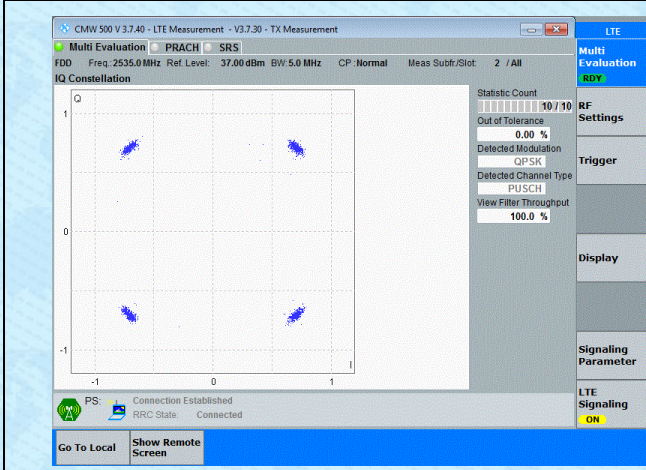 CMW 500 V 3.7.40 - LTE Measurement - V3.7.30 - TX Measurement
LTE
Multi Evaluation PRACH SRS
FDD Freq.: 2535.0 MHz Ref. Level: 37.00 dBm BW: 5.0 MHz CP : Normal Meas Subfr./Slot: 2 / All
IQ Constellation
Q
1
0
-1
-1 0 1
I
Statistic Count
10 / 10
Out of Tolerance
0.00 %
Detected Modulation
QPSK
Detected Channel Type
PUSCH
View Filter Throughput
100.0 %
Multi
Evaluation
RDY
RF
Settings
Trigger
Display
Signaling
Parameter
LTE
Signaling
ON
PS: Connection Established
RRC State: Connected
Go To Local
Show Remote
Screen